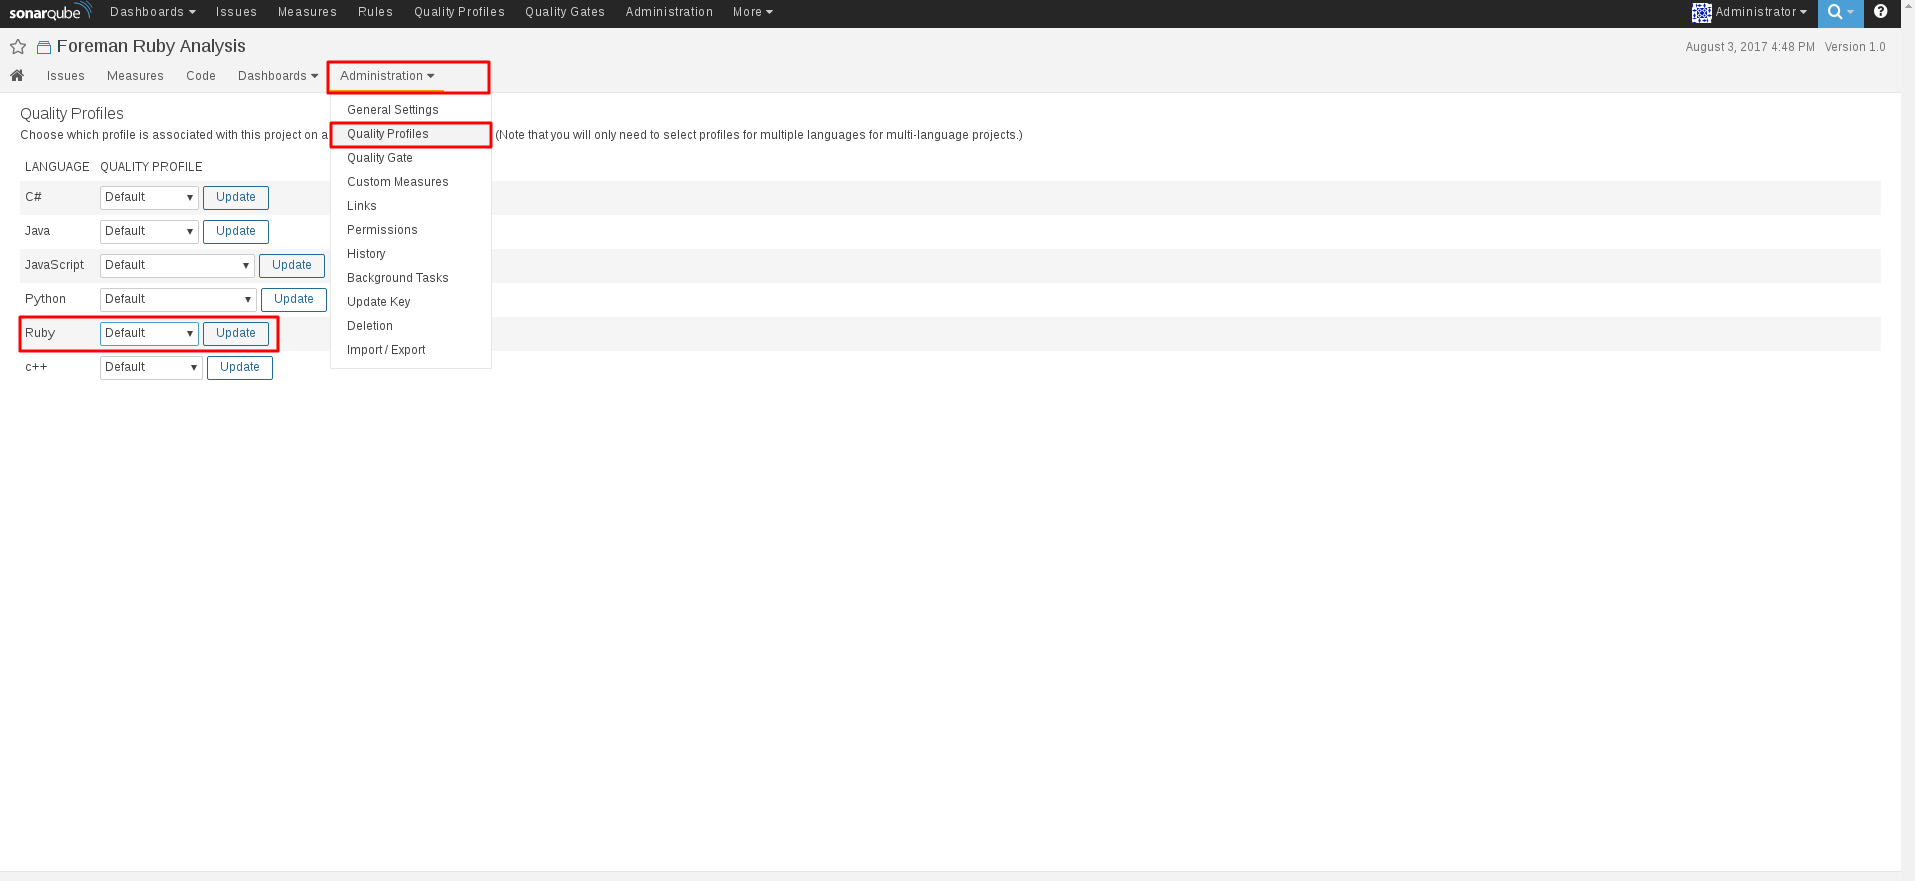 sonarqube Dashboards Issues Measures Rules Quality Profiles Quality Gates Administration More Administrator
Foreman Ruby Analysis August 3, 2017 4:48 PM Version 1.0
Issues Measures Code Dashboards Administration
General Settings
Quality Profiles
Quality Gate
Custom Measures
Links
Permissions
History
Background Tasks
Update Key
Deletion
Import / Export
Quality Profiles
Choose which profile is associated with this project on a (Note that you will only need to select profiles for multiple languages for multi-language projects.)
LANGUAGE QUALITY PROFILE
C# Default Update
Java Default Update
JavaScript Default Update
Python Default Update
Ruby Default Update
c++ Default Update